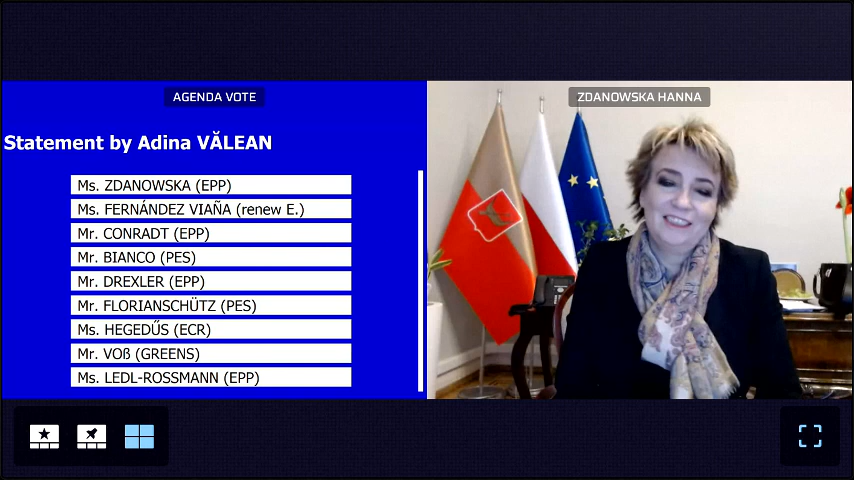 AGENDA VOTE
Statement by Adina VĂLEAN
Ms. ZDANOWSKA (EPP)
Ms. FERNÁNDEZ VIAÑA (renew E.)
Mr. CONRADT (EPP)
Mr. BIANCO (PES)
Mr. DREXLER (EPP)
Mr. FLORIANSCHÜTZ (PES)
Ms. HEGEDŰS (ECR)
Mr. VOß (GREENS)
Ms. LEDL-ROSSMANN (EPP)
ZDANOWSKA HANNA